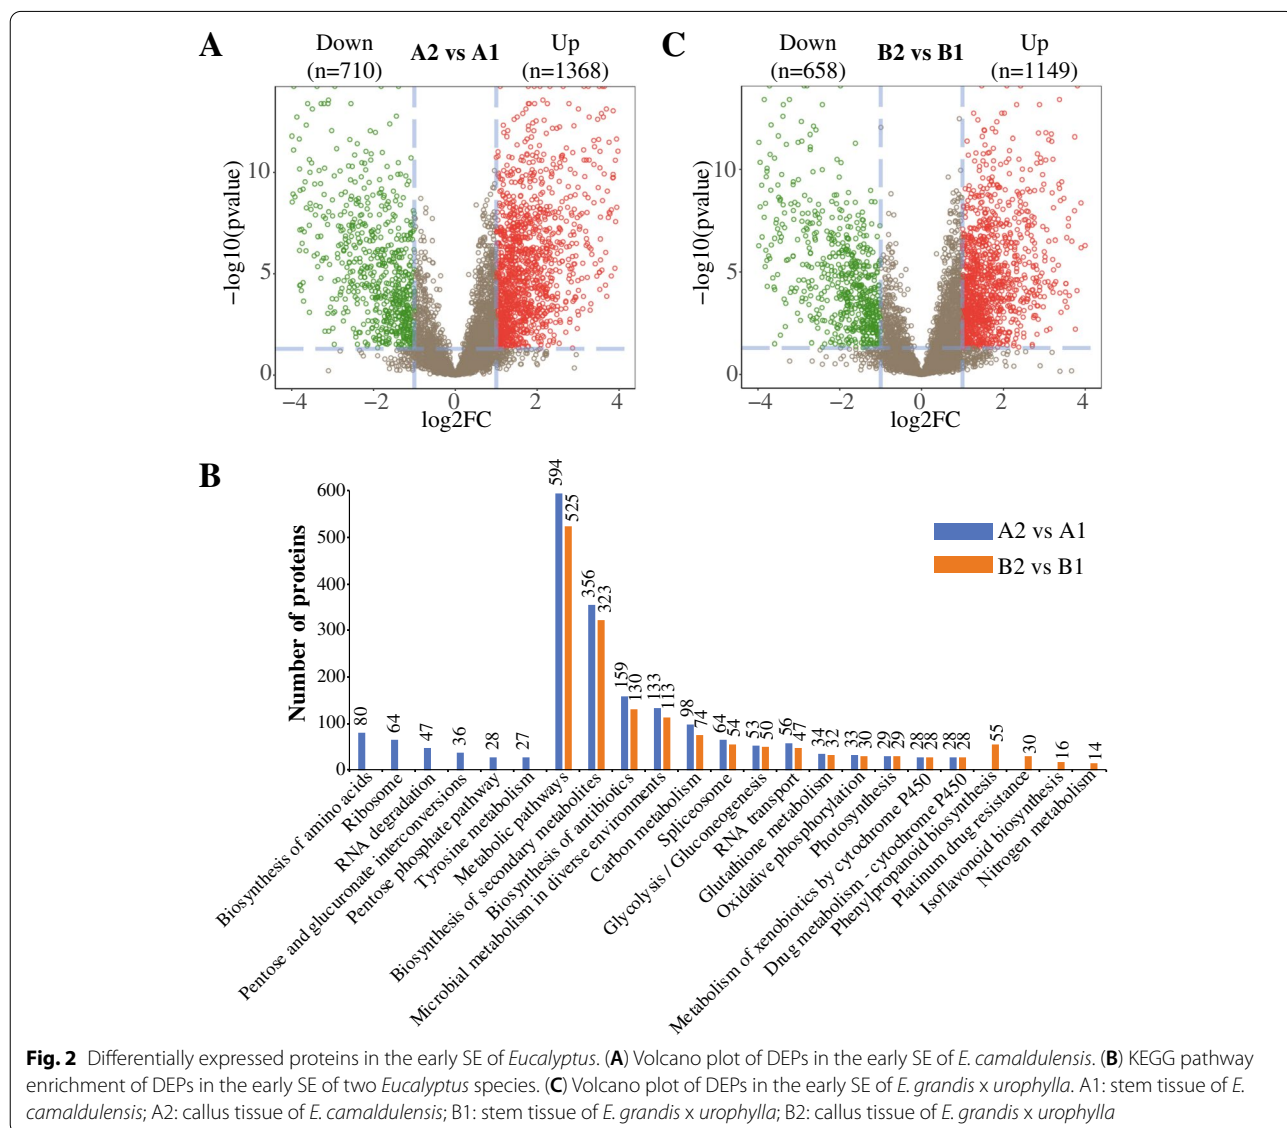 A
Down
(n=710)
A2 vs A1
Up
(n=1368)
−log10(pvalue)
10
5
0
−4
−2
0
2
4
log2FC
C
Down
(n=658)
B2 vs B1
Up
(n=1149)
−log10(pvalue)
10
5
0
−4
−2
0
2
4
log2FC
B
Number of proteins
600
500
400
300
200
100
0
A2 vs A1
B2 vs B1
80
64
47
36
28
27
594
525
356
323
159
130
133
113
98
74
64
54
53
50
56
47
34
32
33
30
29
29
28
28
28
28
55
30
16
14
Biosynthesis of amino acids
Ribosome
RNA degradation
Pentose and glucuronate interconversions
Pentose phosphate pathway
Tyrosine metabolism
Metabolic pathways
Biosynthesis of secondary metabolites
Biosynthesis of antibiotics
Microbial metabolism in diverse environments
Carbon metabolism
Spliceosome
Glycolysis / Gluconeogenesis
RNA transport
Glutathione metabolism
Oxidative phosphorylation
Photosynthesis
Metabolism of xenobiotics by cytochrome P450
Drug metabolism - cytochrome P450
Phenylpropanoid biosynthesis
Platinum drug resistance
Isoflavonoid biosynthesis
Nitrogen metabolism
Fig. 2 Differentially expressed proteins in the early SE of Eucalyptus. (A) Volcano plot of DEPs in the early SE of E. camaldulensis. (B) KEGG pathway
enrichment of DEPs in the early SE of two Eucalyptus species. (C) Volcano plot of DEPs in the early SE of E. grandis x urophylla. A1: stem tissue of E.
camaldulensis; A2: callus tissue of E. camaldulensis; B1: stem tissue of E. grandis x urophylla; B2: callus tissue of E. grandis x urophylla